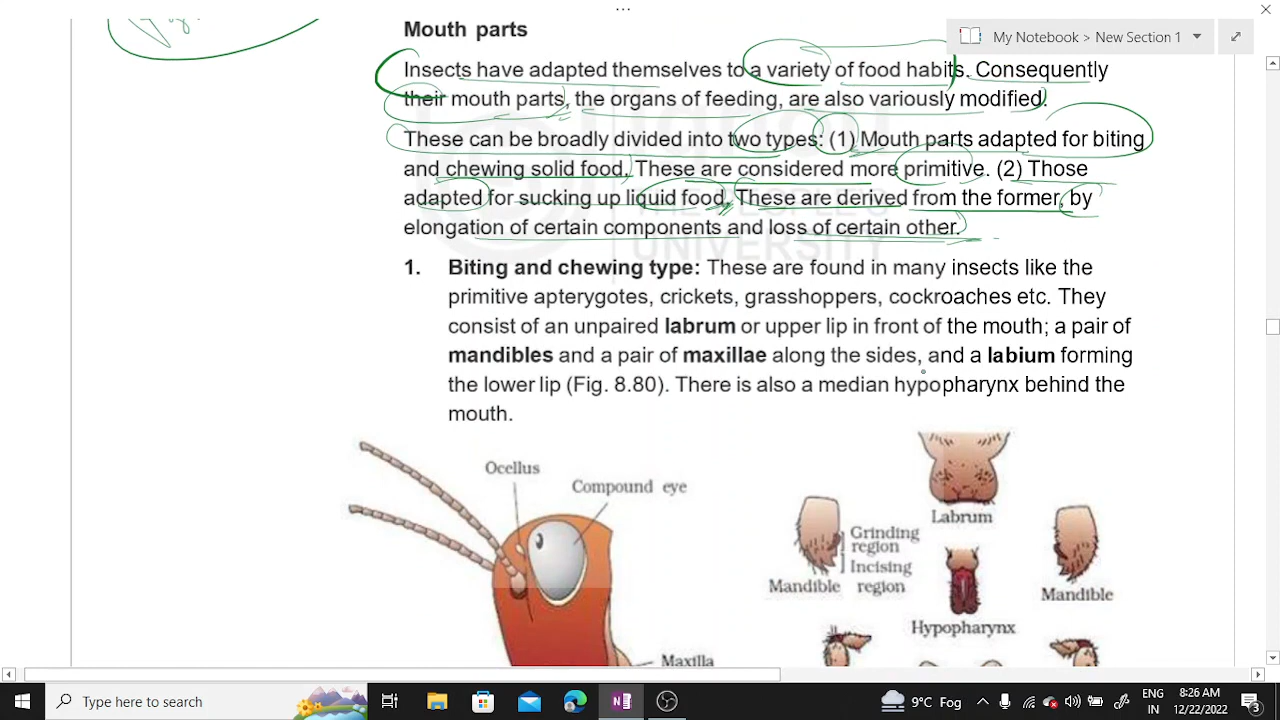 ...
Mouth parts
My Notebook > New Section 1
Insects have adapted themselves to a variety of food habits. Consequently
their mouth parts, the organs of feeding, are also variously modified.
These can be broadly divided into two types: (1) Mouth parts adapted for biting
and chewing solid food. These are considered more primitive. (2) Those
adapted for sucking up liquid food. These are derived from the former, by
elongation of certain components and loss of certain other.
THE PEOPLE'S
UNIVERSITY
1. Biting and chewing type: These are found in many insects like the
primitive apterygotes, crickets, grasshoppers, cockroaches etc. They
consist of an unpaired labrum or upper lip in front of the mouth; a pair of
mandibles and a pair of maxillae along the sides, and a labium forming
the lower lip (Fig. 8.80). There is also a median hypopharynx behind the
mouth.
Ocellus
Compound eye
Labrum
Grinding
region
Incising
region
Mandible
Mandible
Hypopharynx
Maxilla
Type here to search
9°C Fog
ENG
IN
8:26 AM
12/22/2022
3